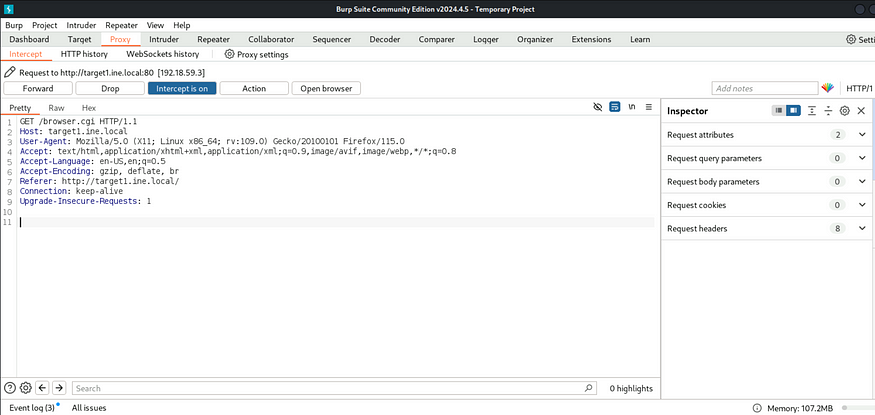 Burp Suite Community Edition v2024.4.5 - Temporary Project
Burp Project Intruder Repeater View Help
Dashboard Target Proxy Intruder Repeater Collaborator Sequencer Decoder Comparer Logger Organizer Extensions Learn Setti
Intercept HTTP history WebSockets history Proxy settings
Request to http://target1.ine.local:80 [192.18.59.3]
Forward Drop Intercept is on Action Open browser Add notes HTTP/1
Pretty Raw Hex \n
Inspector
1 GET /browser.cgi HTTP/1.1
2 Host: target1.ine.local
3 User-Agent: Mozilla/5.0 (X11; Linux x86_64; rv:109.0) Gecko/20100101 Firefox/115.0
4 Accept: text/html,application/xhtml+xml,application/xml;q=0.9,image/avif,image/webp,*/*;q=0.8
5 Accept-Language: en-US,en;q=0.5
6 Accept-Encoding: gzip, deflate, br
7 Referer: http://target1.ine.local/
8 Connection: keep-alive
9 Upgrade-Insecure-Requests: 1
10
11
Request attributes 2
Request query parameters 0
Request body parameters 0
Request cookies 0
Request headers 8
Search 0 highlights
Event log (3) All issues Memory: 107.2MB